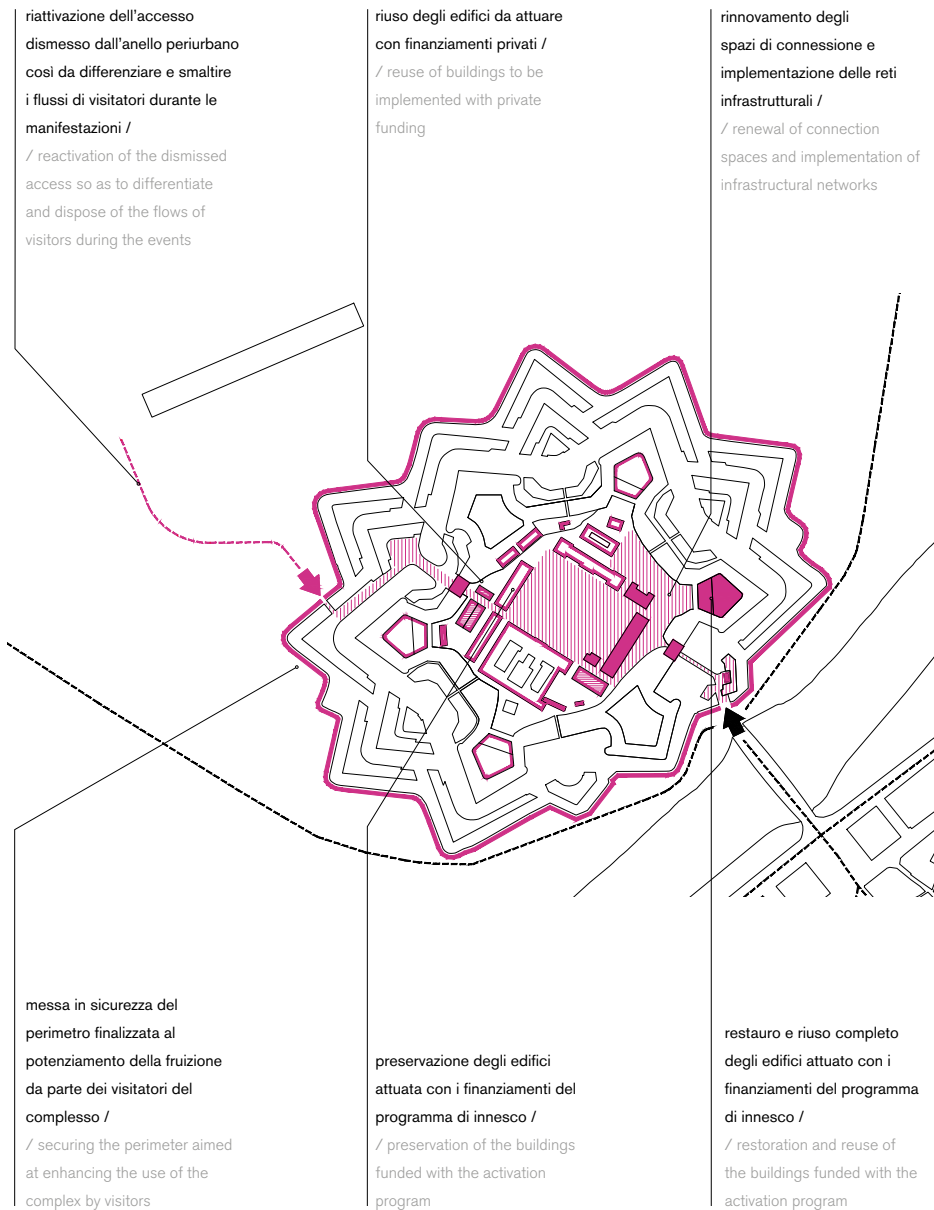 riattivazione dell'accesso
dismesso dall'anello periurbano
così da differenziare e smaltire
i flussi di visitatori durante le
manifestazioni /
/ reactivation of the dismissed
access so as to differentiate
and dispose of the flows of
visitors during the events
riuso degli edifici da attuare
con finanziamenti privati /
/ reuse of buildings to be
implemented with private
funding
rinnovamento degli
spazi di connessione e
implementazione delle reti
infrastrutturali /
/ renewal of connection
spaces and implementation of
infrastructural networks
messa in sicurezza del
perimetro finalizzata al
potenziamento della fruizione
da parte dei visitatori del
complesso /
/ securing the perimeter aimed
at enhancing the use of the
complex by visitors
preservazione degli edifici
attuata con i finanziamenti del
programma di innesco /
/ preservation of the buildings
funded with the activation
program
restauro e riuso completo
degli edifici attuato con i
finanziamenti del programma
di innesco /
/ restoration and reuse of
the buildings funded with the
activation program